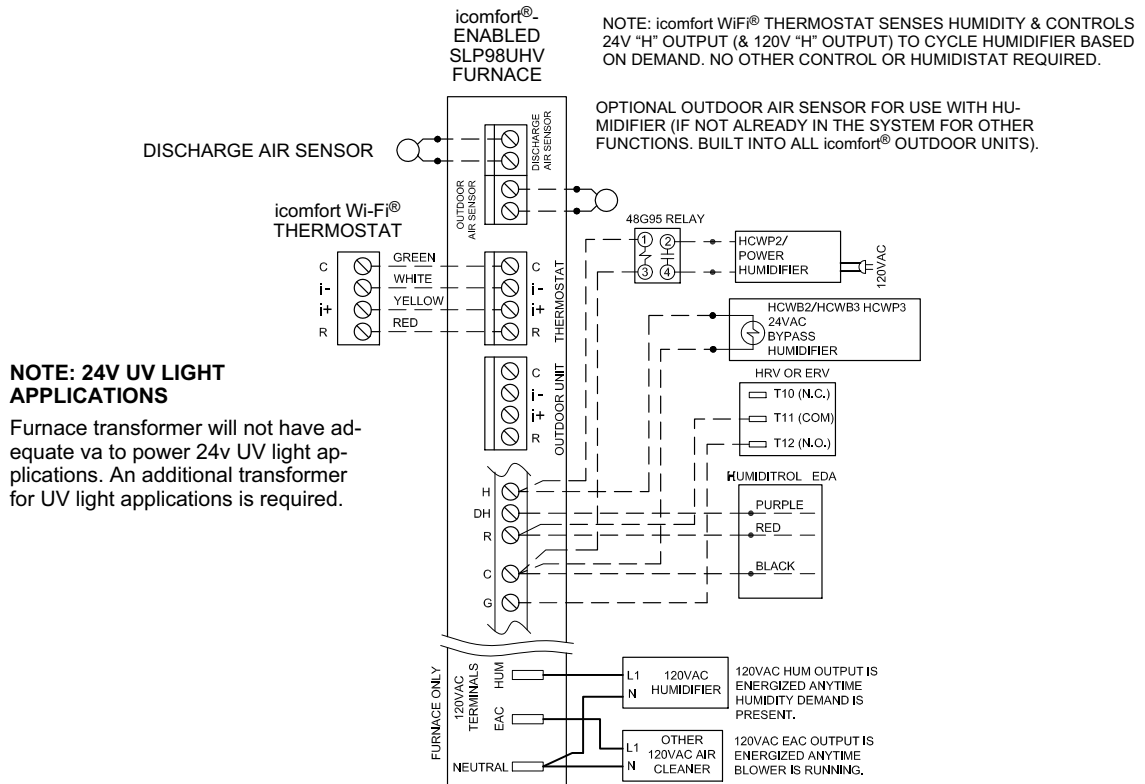 icomfort®-
ENABLED
SLP98UHV
FURNACE
NOTE: icomfort WiFi® THERMOSTAT SENSES HUMIDITY & CONTROLS
24V “H” OUTPUT (& 120V “H” OUTPUT) TO CYCLE HUMIDIFIER BASED
ON DEMAND. NO OTHER CONTROL OR HUMIDISTAT REQUIRED.
OPTIONAL OUTDOOR AIR SENSOR FOR USE WITH HU-
MIDIFIER (IF NOT ALREADY IN THE SYSTEM FOR OTHER
FUNCTIONS. BUILT INTO ALL icomfort® OUTDOOR UNITS).
DISCHARGE AIR SENSOR
DISCHARGE
AIR SENSOR
OUTDOOR
AIR SENSOR
icomfort Wi-Fi®
THERMOSTAT
C
i-
i+
R
GREEN
WHITE
YELLOW
RED
C
i-
i+
R
THERMOSTAT
C
i-
i+
R
OUTDOOR UNIT
48G95 RELAY
1 2
3 4
HCWP2/
POWER
HUMIDIFIER
120VAC
HCWB2/HCWB3 HCWP3
24VAC
BYPASS
HUMIDIFIER
HRV OR ERV
T10 (N.C.)
T11 (COM)
T12 (N.O.)
NOTE: 24V UV LIGHT
APPLICATIONS
Furnace transformer will not have ad-
equate va to power 24v UV light ap-
plications. An additional transformer
for UV light applications is required.
H
DH
R
C
G
HUMIDITROL EDA
PURPLE
RED
BLACK
FURNACE ONLY
120VAC
TERMINALS
HUM
EAC
NEUTRAL
L1
N
120VAC
HUMIDIFIER
120VAC HUM OUTPUT IS
ENERGIZED ANYTIME
HUMIDITY DEMAND IS
PRESENT.
L1
N
OTHER
120VAC AIR
CLEANER
120VAC EAC OUTPUT IS
ENERGIZED ANYTIME
BLOWER IS RUNNING.